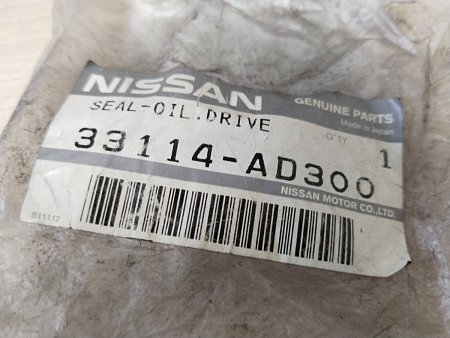 NISSAN
GENUINE PARTS
Made in Japan
SEAL-OIL.DRIVE
Q'TY
33114-AD300
1
NISSAN MOTOR CO.,LTD.
B11112